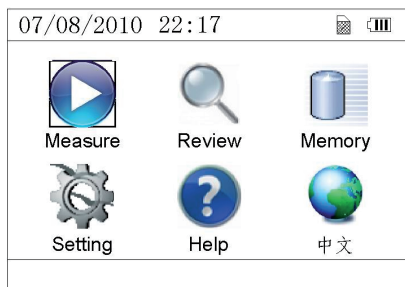 07/08/2010 22:17
Measure Review Memory
?
Setting Help 中文